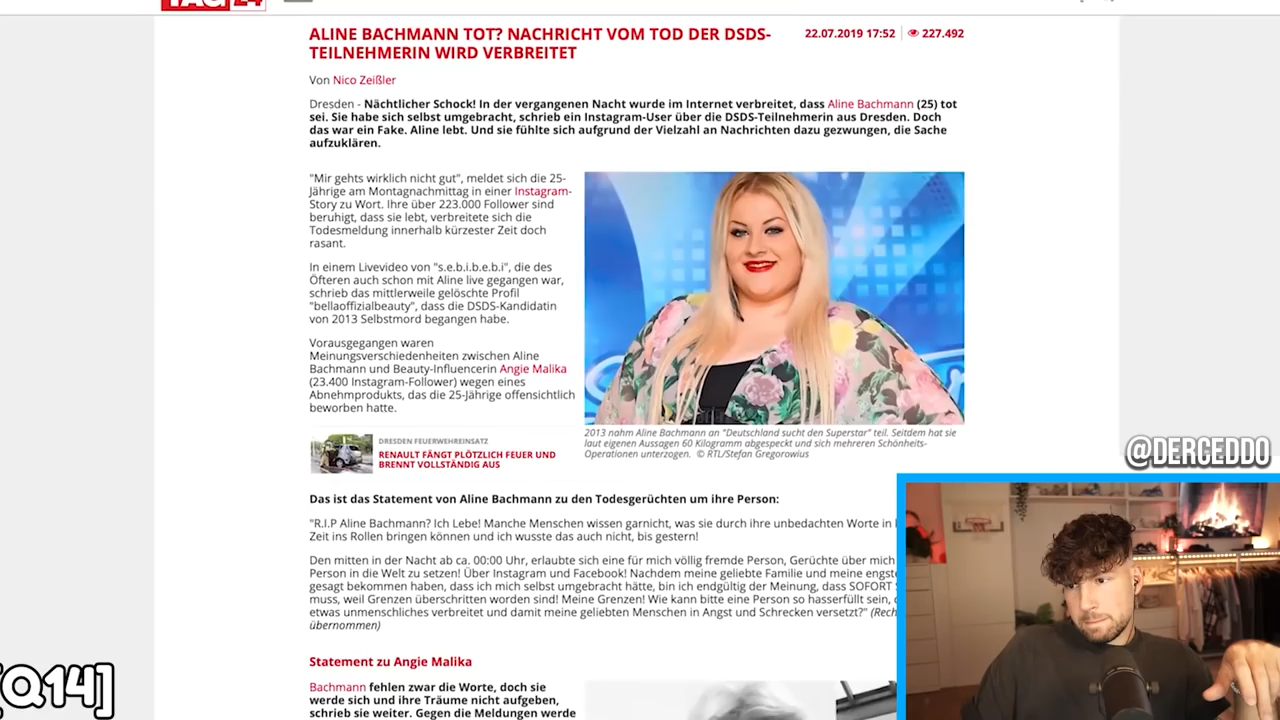 TAG 24
ALINE BACHMANN TOT? NACHRICHT VOM TOD DER DSDS-
TEILNEHMERIN WIRD VERBREITET
22.07.2019 17:52
227.492
Von Nico Zeißler
Dresden - Nächtlicher Schock! In der vergangenen Nacht wurde im Internet verbreitet, dass Aline Bachmann (25) tot
sei. Sie habe sich selbst umgebracht, schrieb ein Instagram-User über die DSDS-Teilnehmerin aus Dresden. Doch
das war ein Fake. Aline lebt. Und sie fühlte sich aufgrund der Vielzahl an Nachrichten dazu gezwungen, die Sache
aufzuklären.
"Mir gehts wirklich nicht gut", meldet sich die 25-
Jährige am Montagnachmittag in einer Instagram-
Story zu Wort. Ihre über 223.000 Follower sind
beruhigt, dass sie lebt, verbreitete sich die
Todesmeldung innerhalb kürzester Zeit doch
rasant.
In einem Livevideo von "s.e.b.i.b.e.b.i", die des
Öfteren auch schon mit Aline live gegangen war,
schrieb das mittlerweile gelöschte Profil
"bellaoffizialbeauty", dass die DSDS-Kandidatin
von 2013 Selbstmord begangen habe.
Vorausgegangen waren
Meinungsverschiedenheiten zwischen Aline
Bachmann und Beauty-Influencerin Angie Malika
(23.400 Instagram-Follower) wegen eines
Abnehmprodukts, das die 25-Jährige offensichtlich
beworben hatte.
2013 nahm Aline Bachmann an "Deutschland sucht den Superstar" teil. Seitdem hat sie
laut eigenen Aussagen 60 Kilogramm abgespeckt und sich mehreren Schönheits-
Operationen unterzogen. © RTL/Stefan Gregorowius
DRESDEN FEUERWEHREINSATZ
RENAULT FÄNGT PLÖTZLICH FEUER UND
BRENNT VOLLSTÄNDIG AUS
Das ist das Statement von Aline Bachmann zu den Todesgerüchten um ihre Person:
"R.I.P Aline Bachmann? Ich Lebe! Manche Menschen wissen garnicht, was sie durch ihre unbedachten Worte in
Zeit ins Rollen bringen können und ich wusste das auch nicht, bis gestern!
Den mitten in der Nacht ab ca. 00:00 Uhr, erlaubte sich eine für mich völlig fremde Person, Gerüchte über mich
Person in die Welt zu setzen! Über Instagram und Facebook! Nachdem meine geliebte Familie und meine engste
gesagt bekommen haben, dass ich mich selbst umgebracht hätte, bin ich endgültig der Meinung, dass SOFORT
muss, weil Grenzen überschritten worden sind! Meine Grenzen! Wie kann bitte eine Person so hasserfüllt sein,
etwas unmenschliches verbreitet und damit meine geliebten Menschen in Angst und Schrecken versetzt?" (Rech
übernommen)
Statement zu Angie Malika
Bachmann fehlen zwar die Worte, doch sie
werde sich und ihre Träume nicht aufgeben,
schrieb sie weiter. Gegen die Meldungen werde
@DERCEDDO
[Q14]